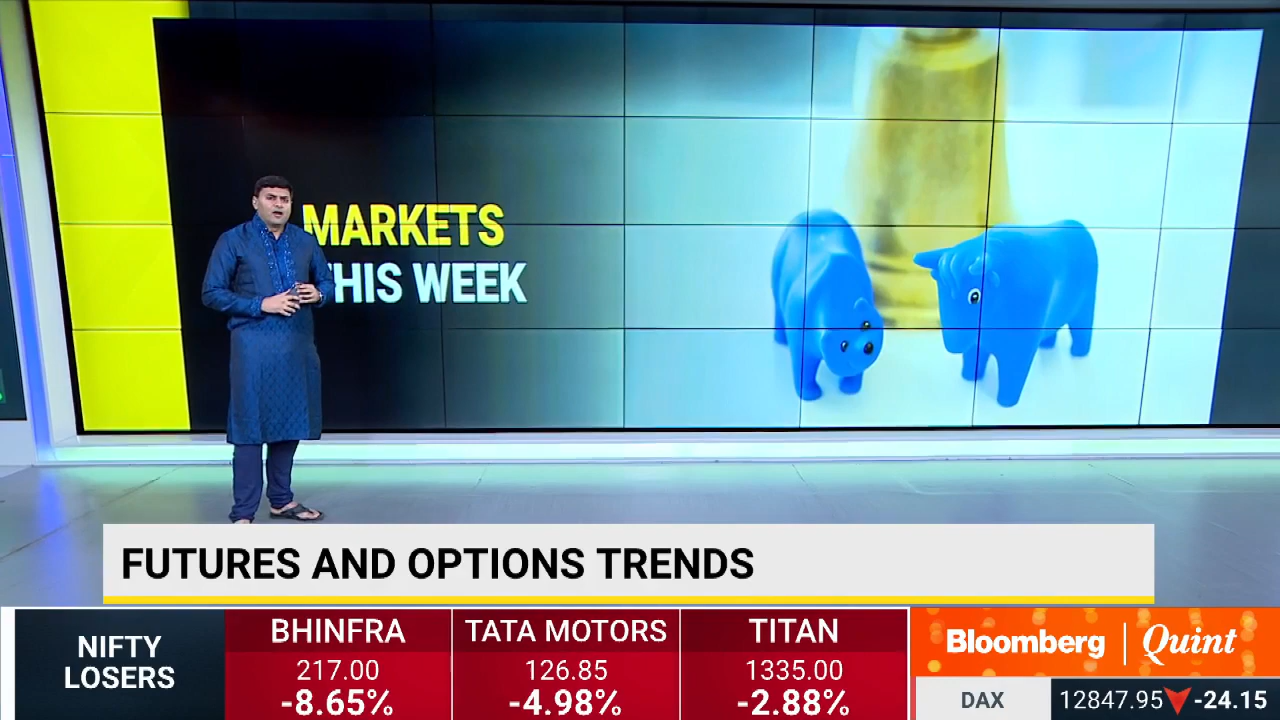 MARKETS
THIS WEEK
FUTURES AND OPTIONS TRENDS
NIFTY
LOSERS
BHINFRA
217.00
-8.65%
TATA MOTORS
126.85
-4.98%
TITAN
1335.00
-2.88%
Bloomberg | Quint
DAX
12847.95 -24.15